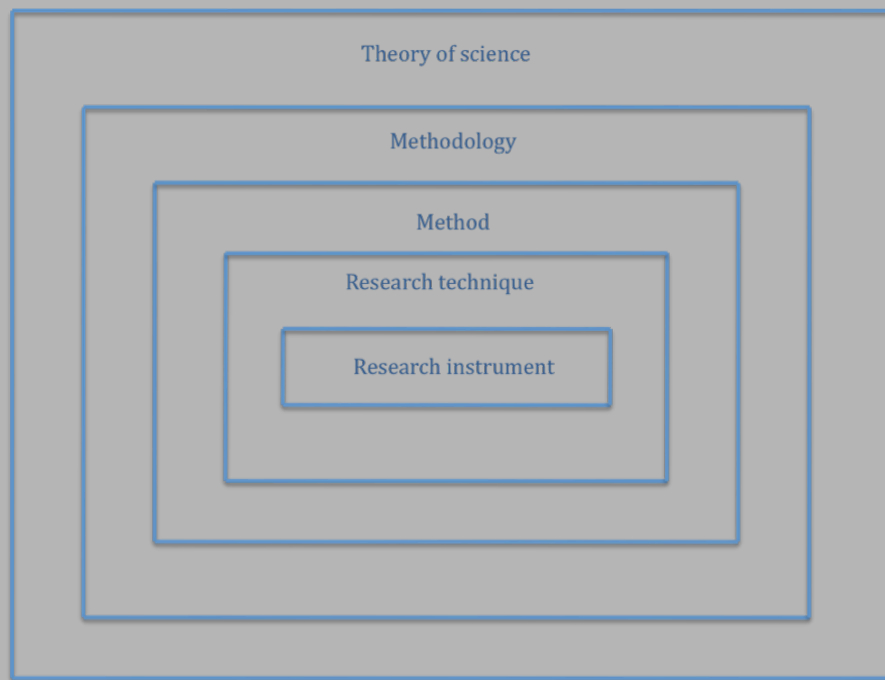 Theory of science
Methodology
Method
Research technique
Research instrument